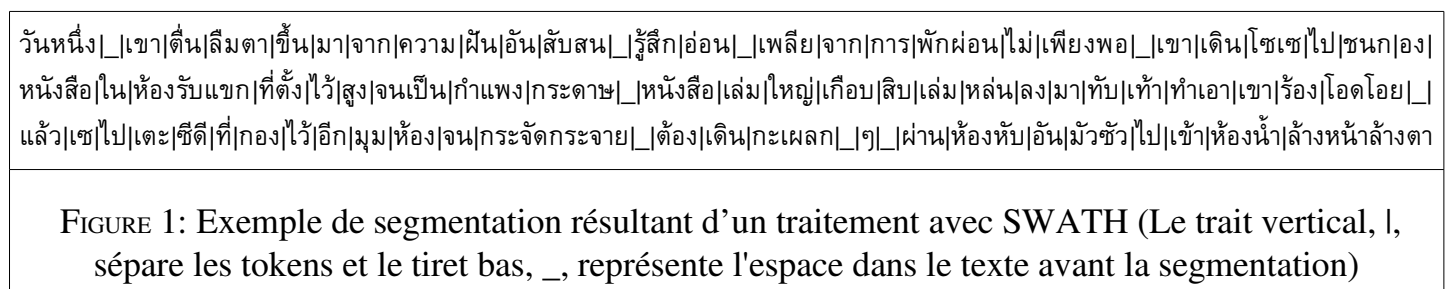 วันหนึ่ง|_|เขา|ตื่น|ลืมตา|ขึ้น|มา|จาก|ความ|ฝัน|อัน|สับสน|_|รู้สึก|อ่อน|_|เพลีย|จาก|การ|พักผ่อน|ไม่|เพียงพอ|_|เขา|เดิน|โซเซ|ไป|ชนก|อง|
หนังสือ|ใน|ห้องรับแขก|ที่ตั้ง|ไว้|สูง|จนเป็น|กำแพง|กระดาษ|_|หนังสือ|เล่ม|ใหญ่|เกือบ|สิบ|เล่ม|หล่น|ลง|มา|ทับ|เท้า|ทำเอา|เขา|ร้อง|โอดโอย|_|
แล้ว|เซ|ไป|เตะ|ซีดี|ที่|กอง|ไว้|อีก|มุม|ห้อง|จน|กระจัดกระจาย|_|ต้อง|เดิน|กะเผลก|_|ๆ|_|ผ่าน|ห้องหับ|อัน|มัวซัว|ไป|เข้า|ห้องน้ำ|ล้างหน้าล้างตา
FIGURE 1: Exemple de segmentation résultant d'un traitement avec SWATH (Le trait vertical, |,
sépare les tokens et le tiret bas, _, représente l'espace dans le texte avant la segmentation)